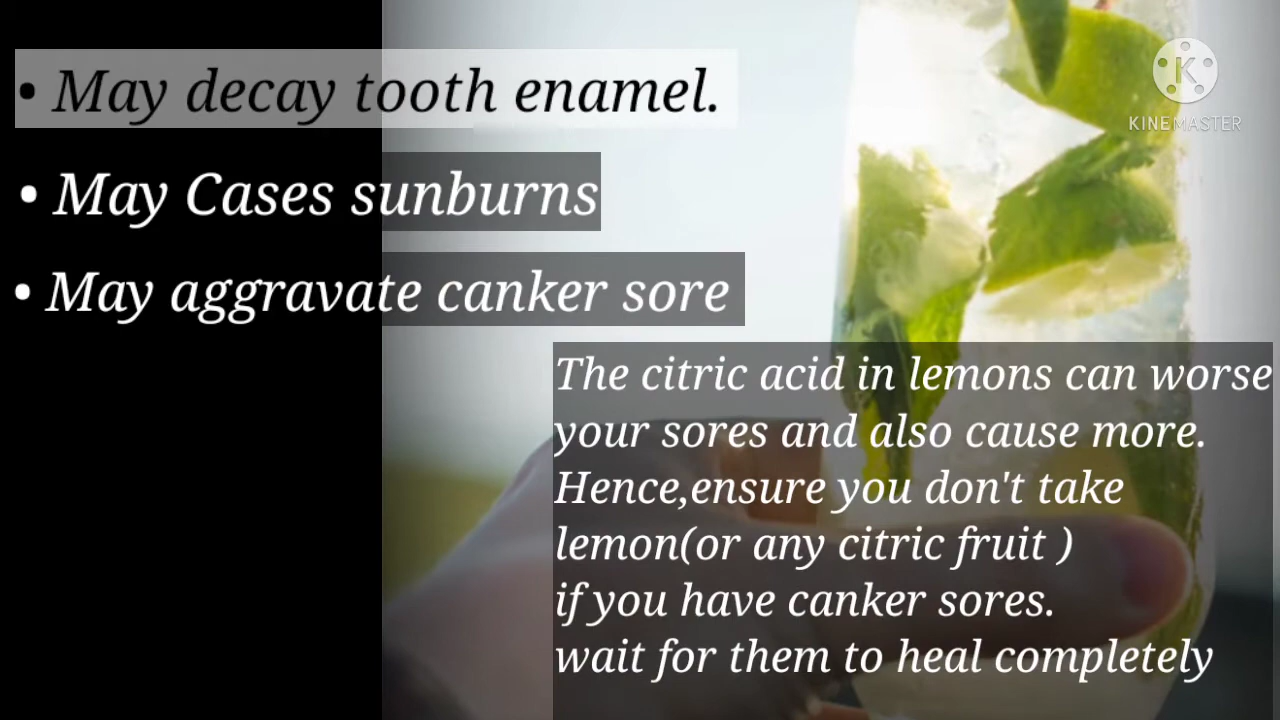 • May decay tooth enamel.
• May Cases sunburns
• May aggravate canker sore
The citric acid in lemons can worse
your sores and also cause more.
Hence,ensure you don't take
lemon(or any citric fruit )
if you have canker sores.
wait for them to heal completely
K
KINEMASTER